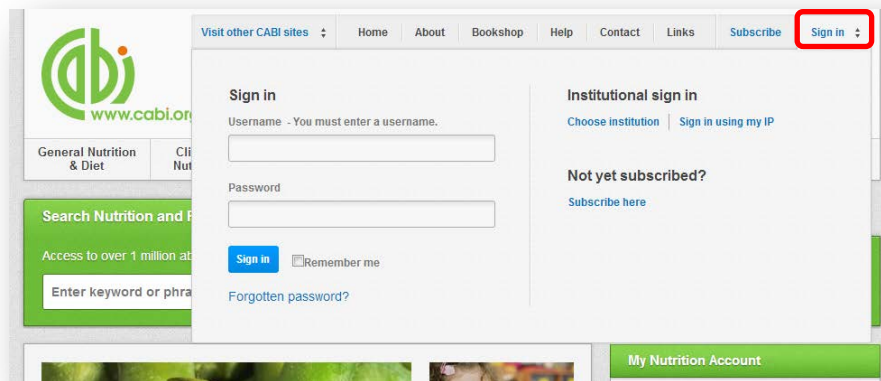 Visit other CABI sites Home About Bookshop Help Contact Links Subscribe Sign in
cabi
www.cabi.or
Sign in
Username - You must enter a username.
Password
Sign in Remember me
Forgotten password?
Institutional sign in
Choose institution Sign in using my IP
Not yet subscribed?
Subscribe here
General Nutrition
& Diet
Cli
Nut
Search Nutrition and F
Access to over 1 million ab
Enter keyword or phra
My Nutrition Account